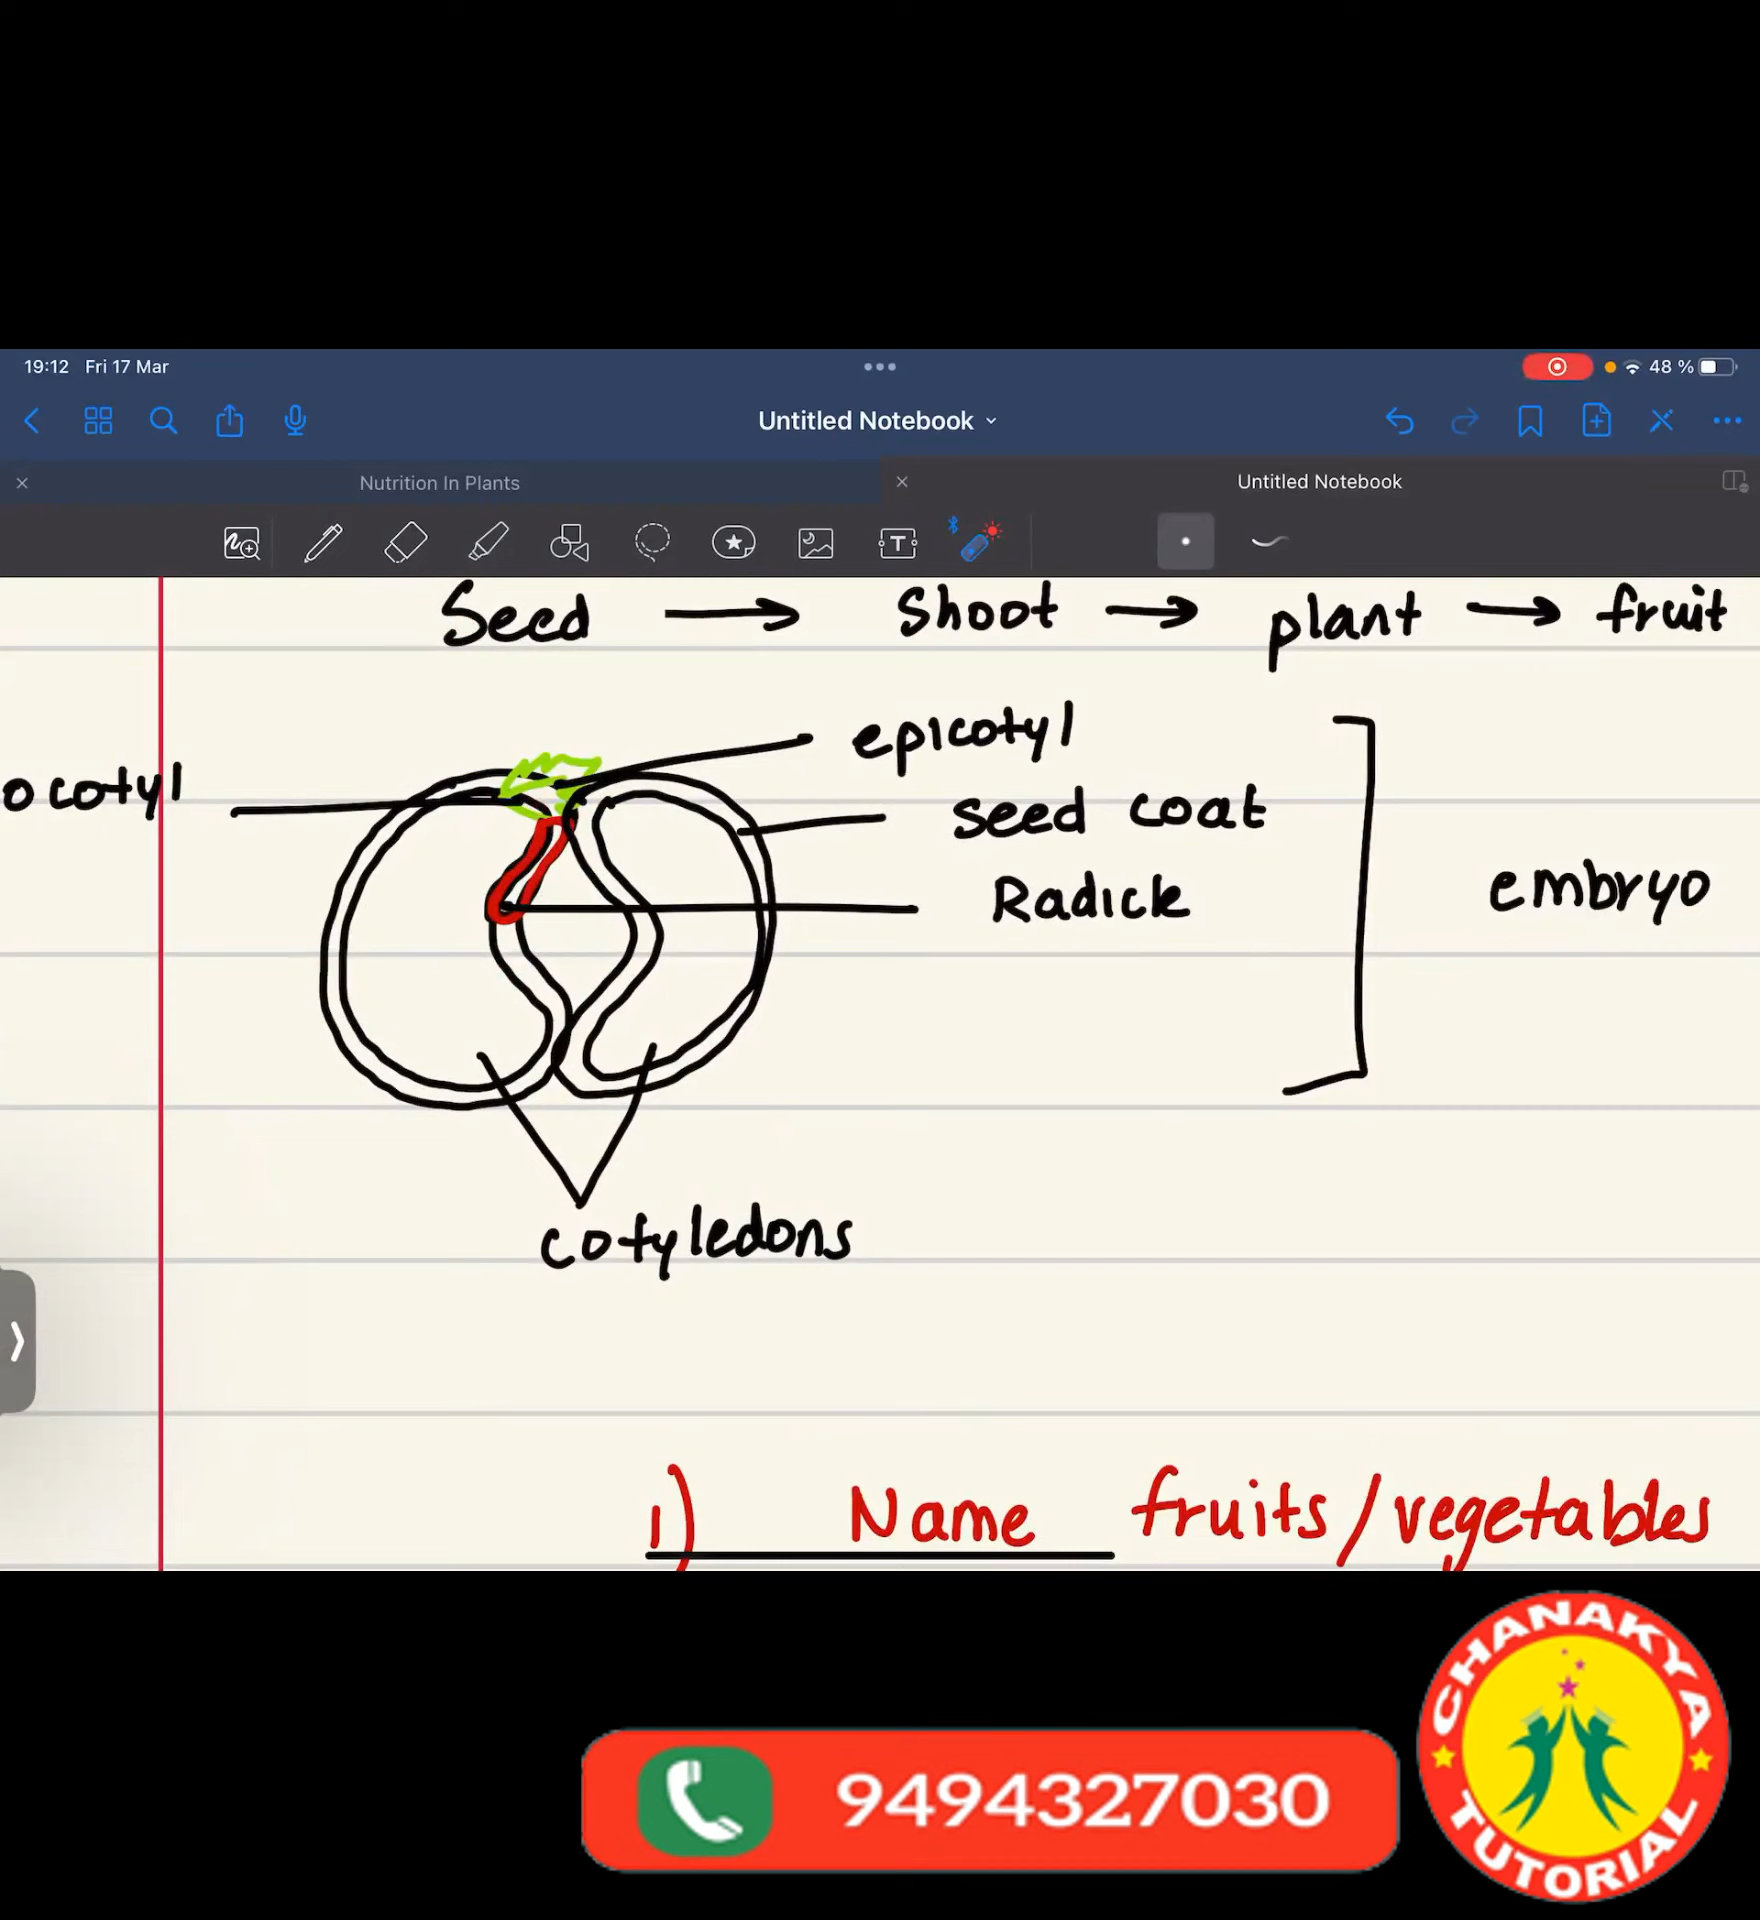 19:12 Fri 17 Mar
48 %
Untitled Notebook
Nutrition In Plants
Untitled Notebook
T
Seed → Shoot → plant → fruit
epicotyl
ocotyl
seed coat
Radicle
embryo
cotyledons
1) Name fruits/vegetables
9494327030
CHANAKYA
TUTORIAL